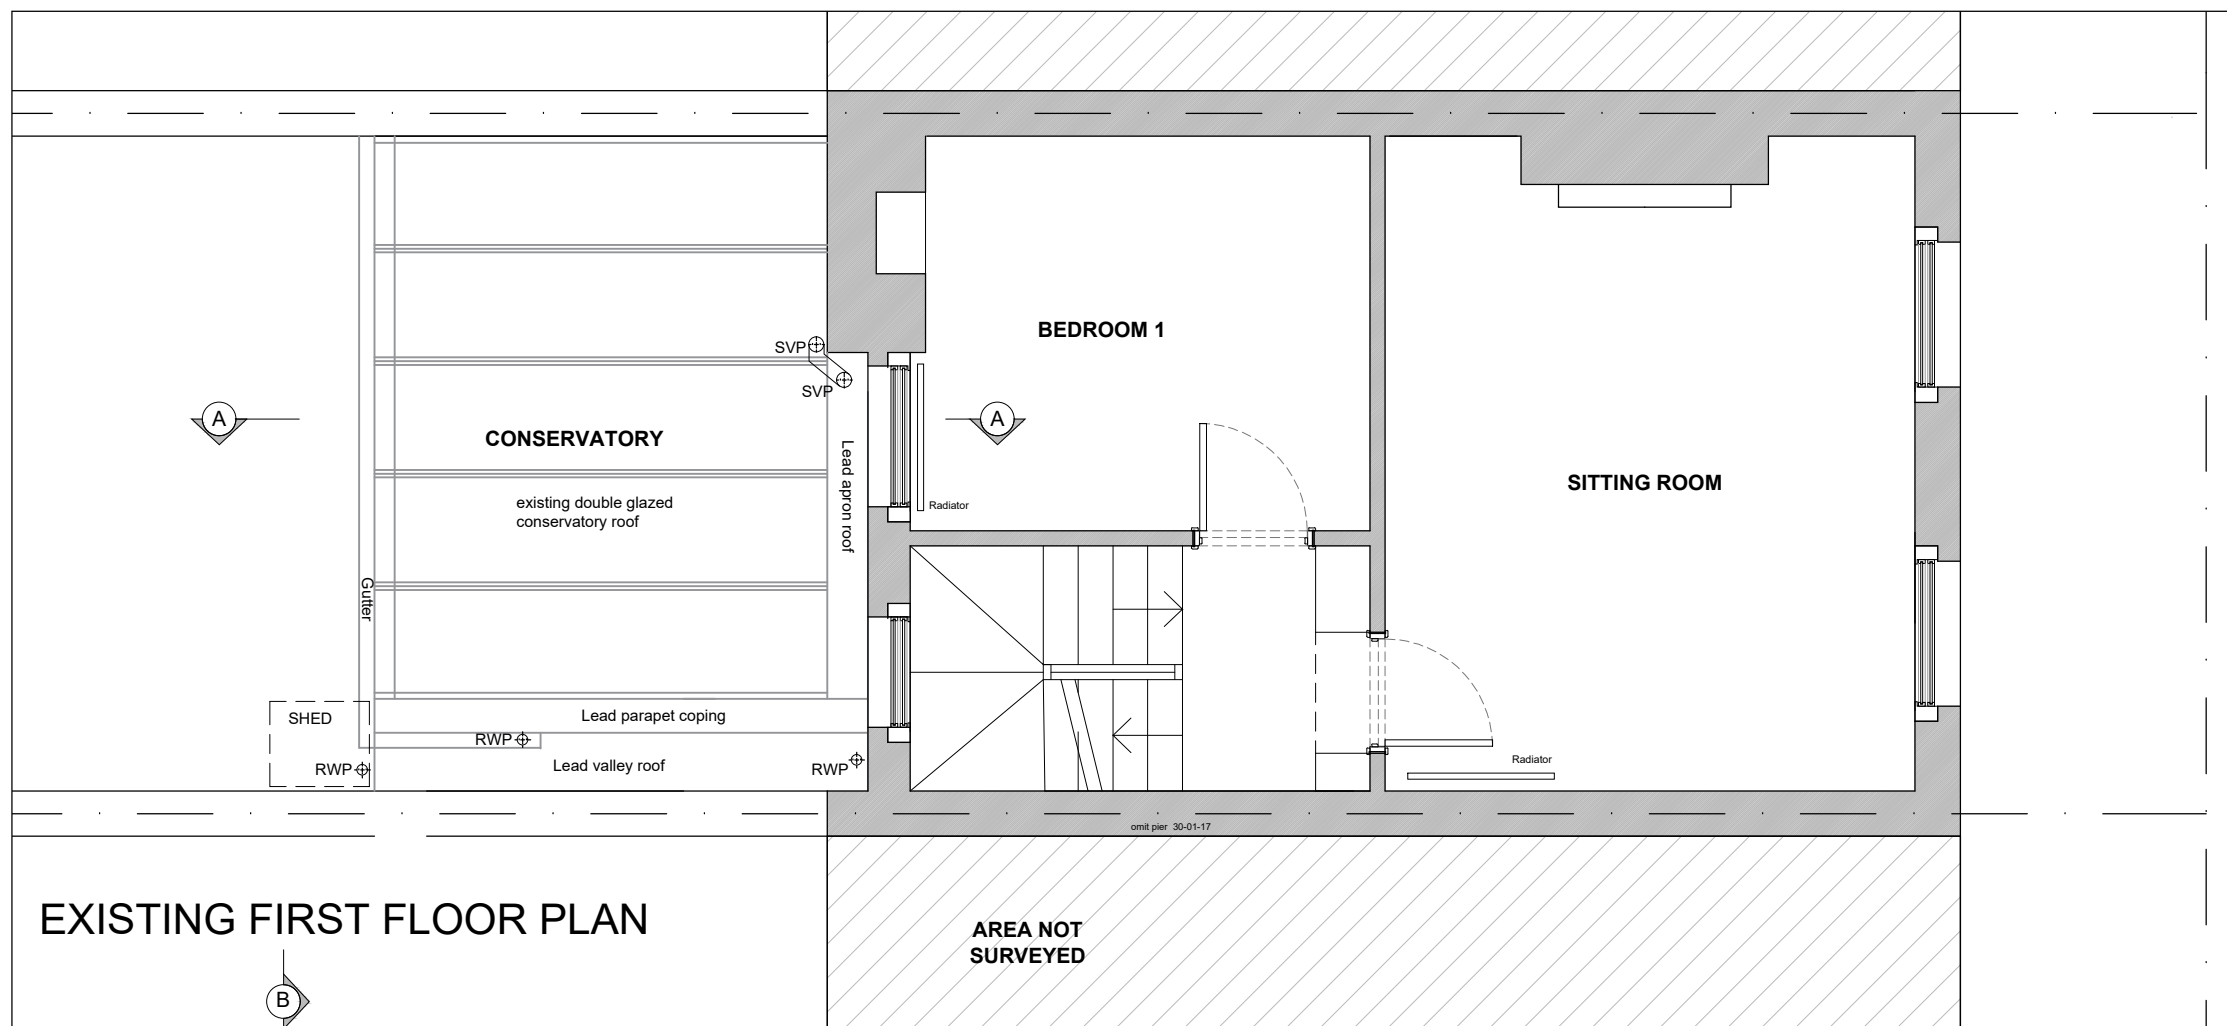 BEDROOM 1
SVP
SVP
A
A
CONSERVATORY
Lead apron roof
SITTING ROOM
existing double glazed
conservatory roof
Radiator
Gutter
SHED
Lead parapet coping
RWP
RWP
Lead valley roof
RWP
Radiator
omit pier 30-01-17
EXISTING FIRST FLOOR PLAN
AREA NOT
SURVEYED
B